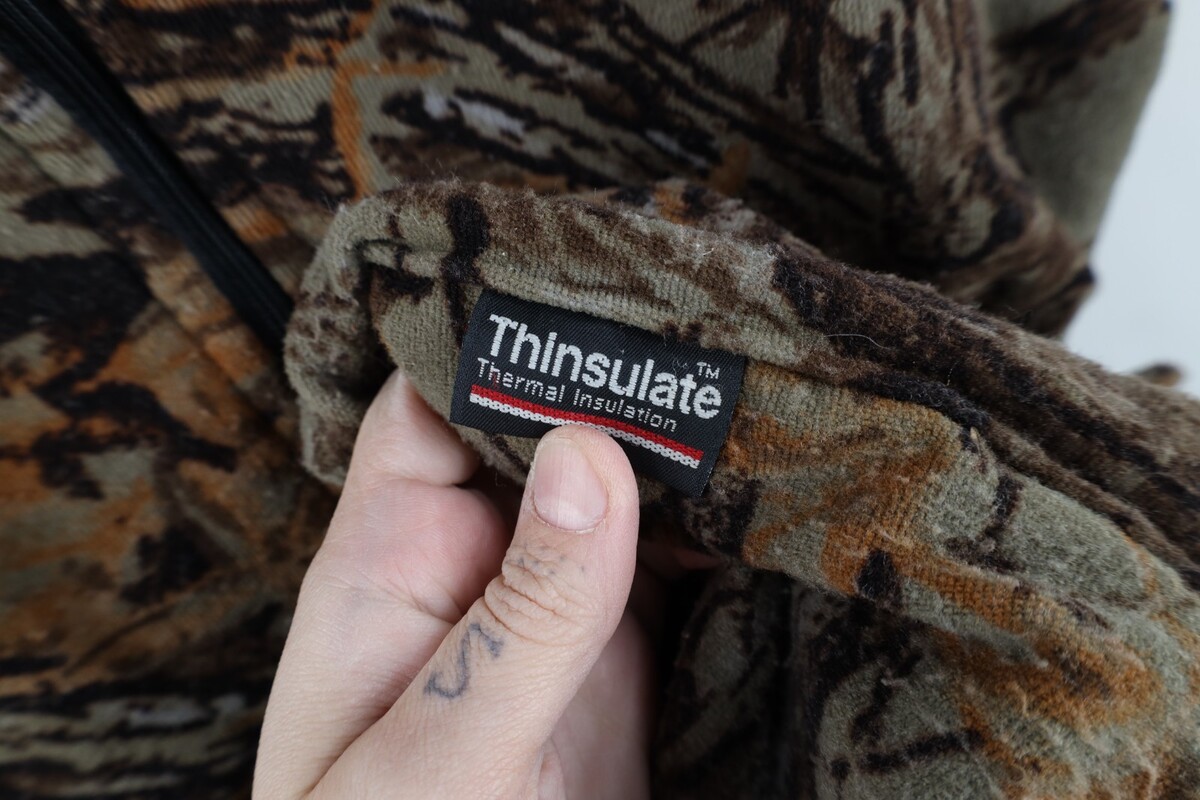 Thinsulate™
Thermal Insulation